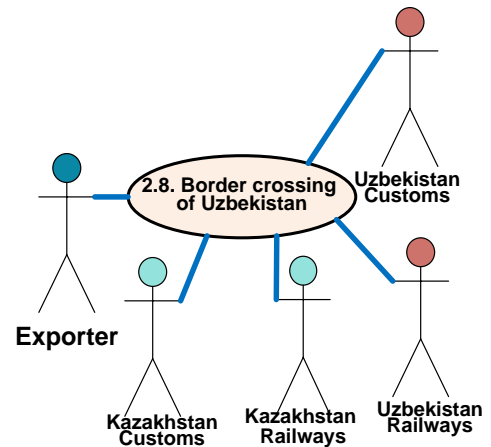 2.8. Border crossing
of Uzbekistan
Uzbekistan
Customs
Exporter
Kazakhstan
Customs
Kazakhstan
Railways
Uzbekistan
Railways